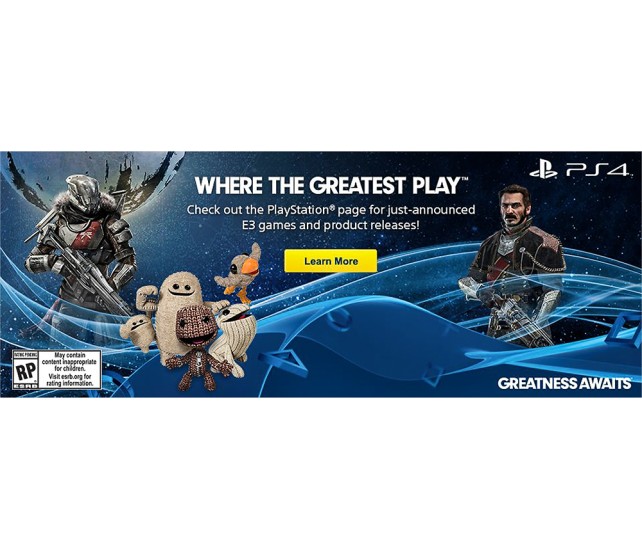 PS4
WHERE THE GREATEST PLAY™
Check out the PlayStation® page for just-announced
E3 games and product releases!
Learn More
RATING PENDING
RP
ESRB
May contain
content inappropriate
for children.
Visit esrb.org for
rating information.
GREATNESS AWAITS